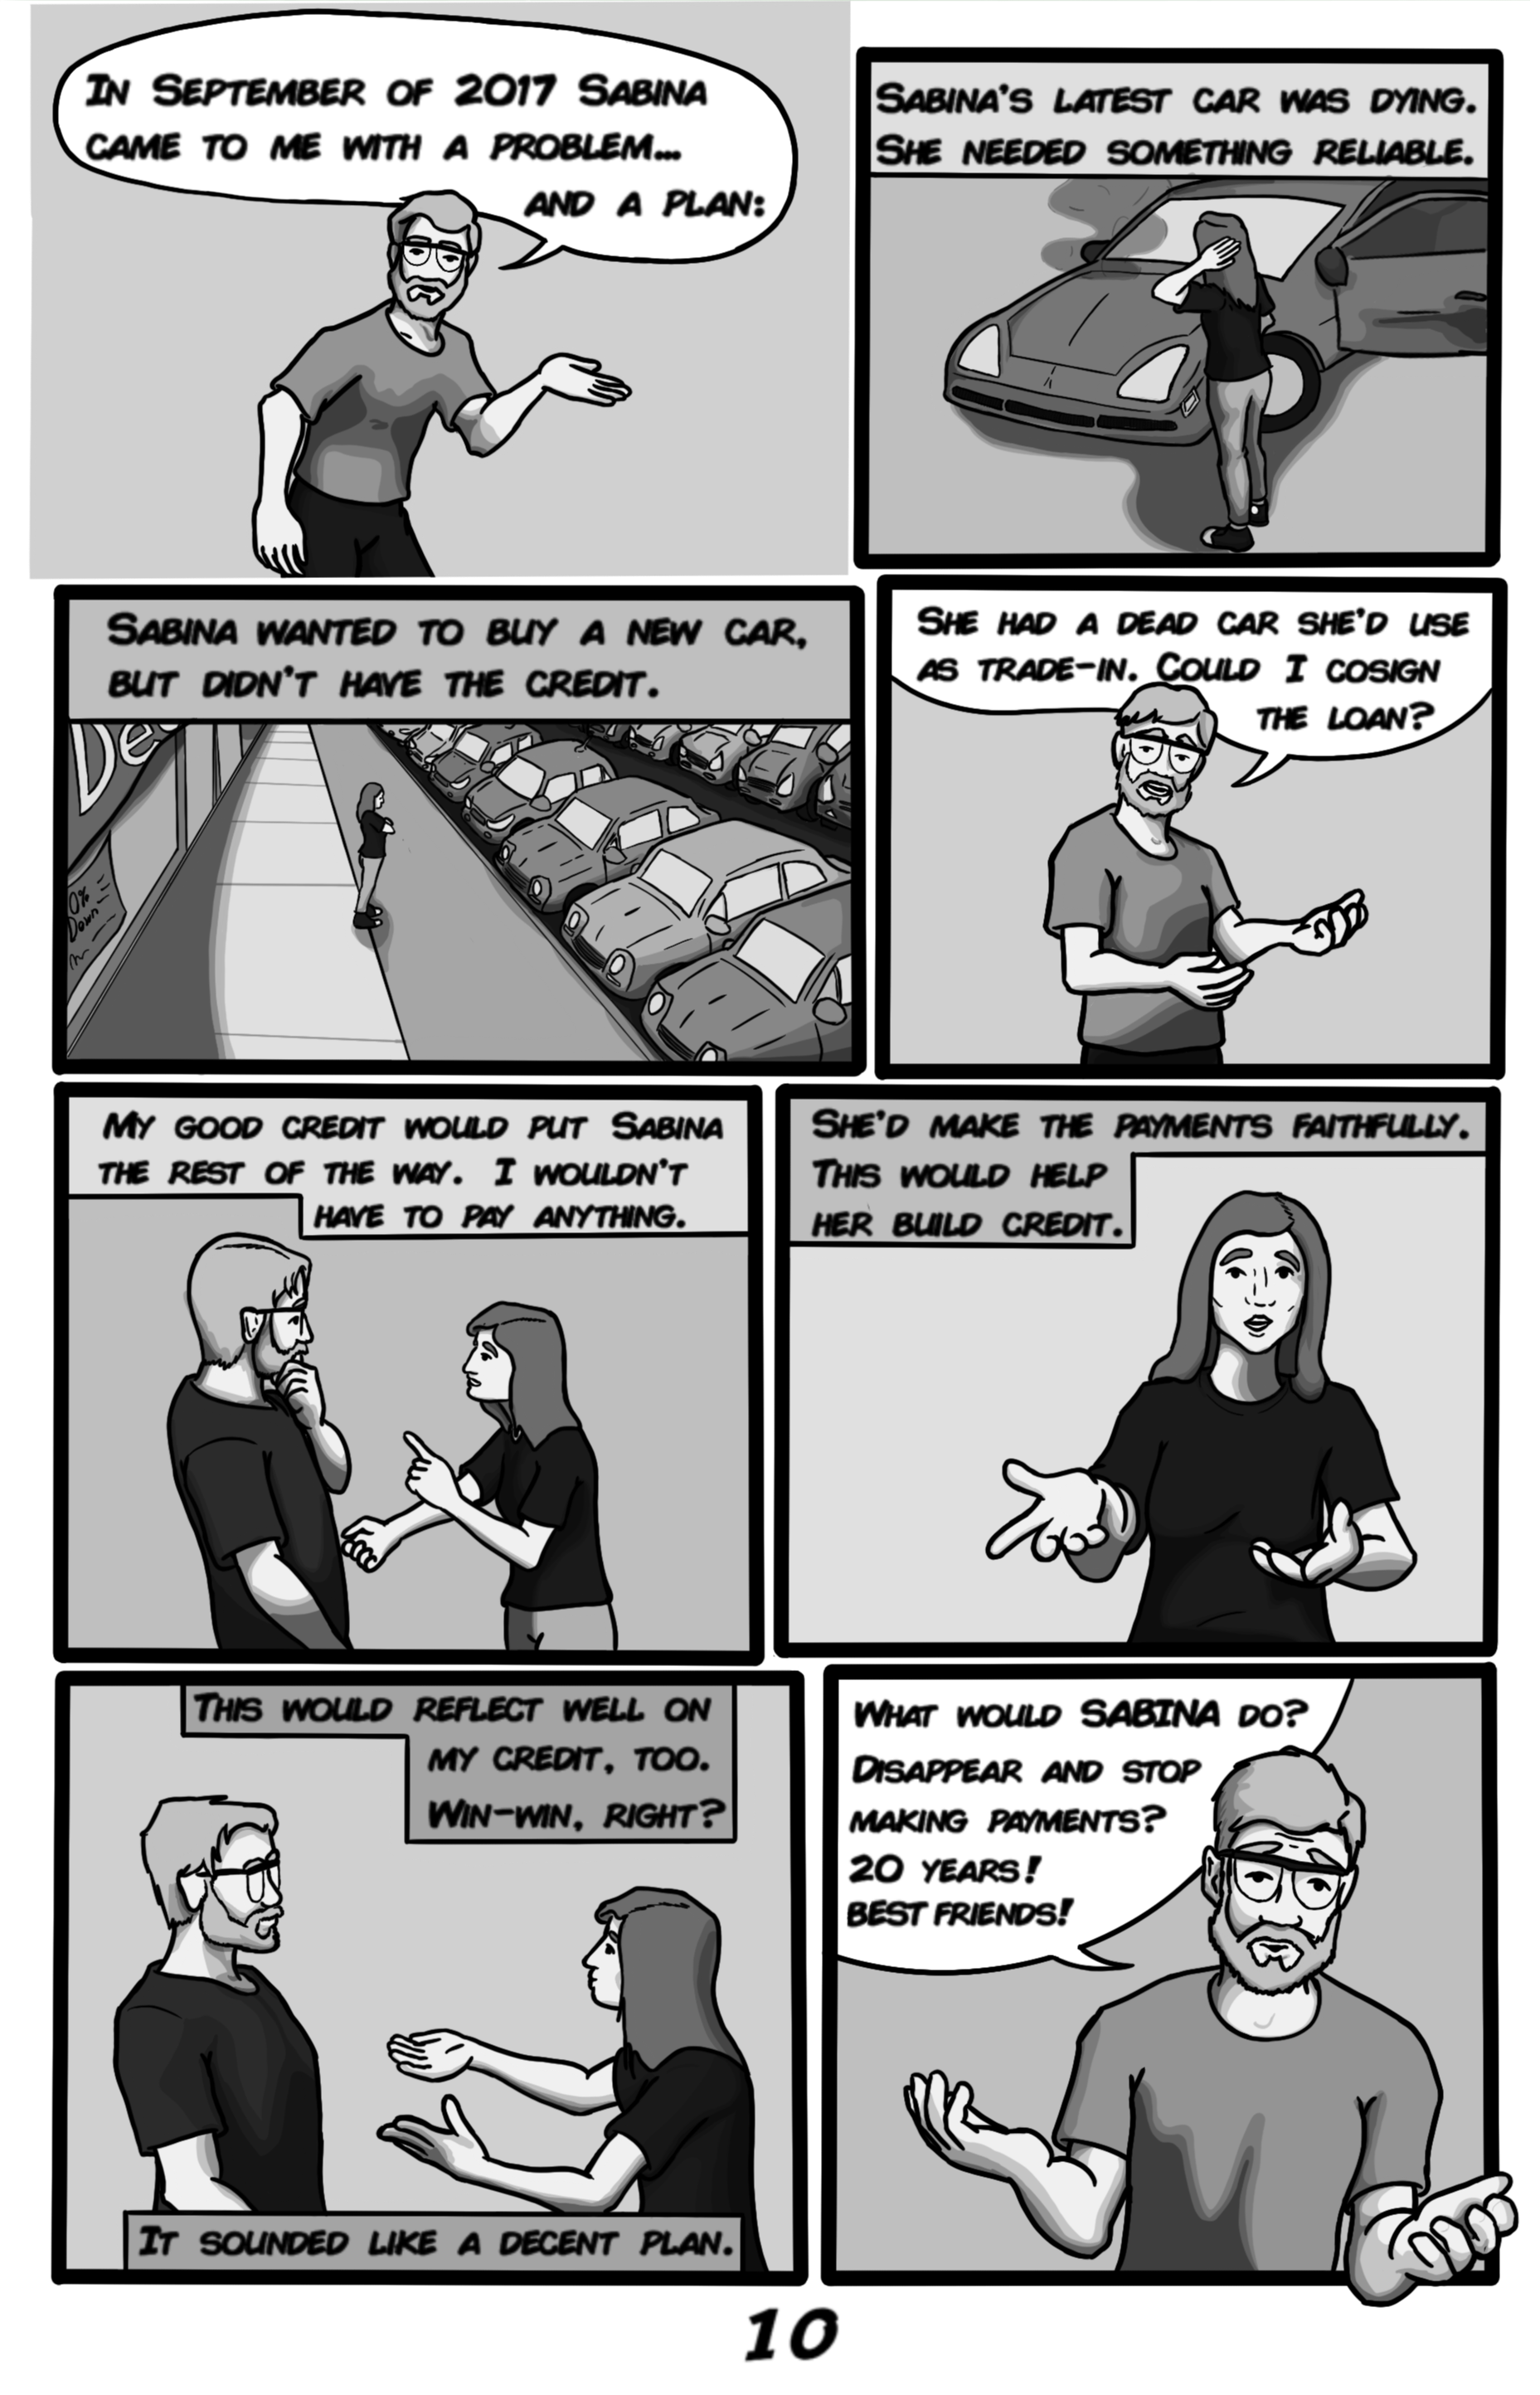 In September of 2017 Sabina
came to me with a problem...
and a plan:
Sabina's latest car was dying.
She needed something reliable.
Sabina wanted to buy a new car,
but didn't have the credit.
De
0%
Down
She had a dead car she'd use
as trade-in. Could I cosign
the loan?
My good credit would put Sabina
the rest of the way. I wouldn't
have to pay anything.
She'd make the payments faithfully.
This would help
her build credit.
This would reflect well on
my credit, too.
Win-win, right?
It sounded like a decent plan.
What would SABINA do?
Disappear and stop
making payments?
20 years!
Best friends!
10